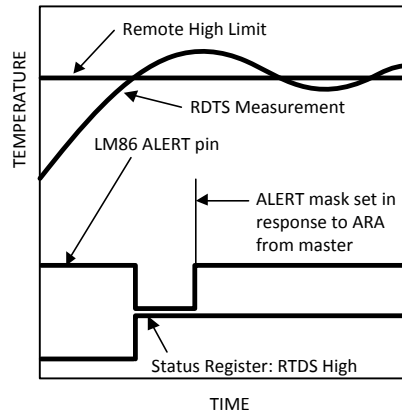 Remote High Limit
RDTS Measurement
LM86 ALERT pin
TEMPERATURE
ALERT mask set in
response to ARA
from master
Status Register: RTDS High
TIME